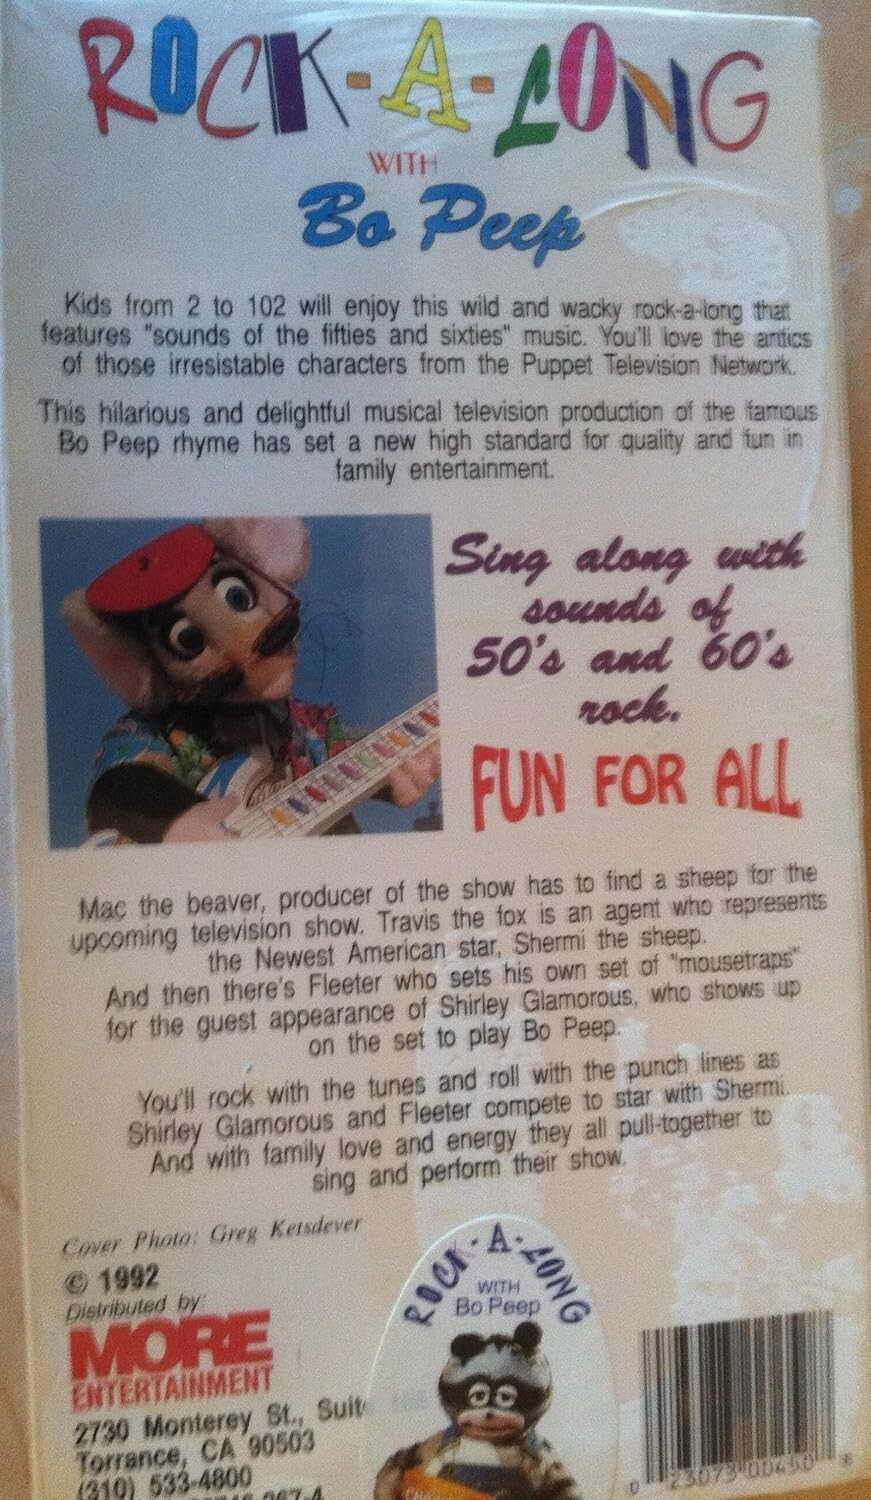 ROCK-A-LONG
WITH
Bo Peep
Kids from 2 to 102 will enjoy this wild and wacky rock-a-long that
features "sounds of the fifties and sixties" music. You'll love the antics
of those irresistable characters from the Puppet Television Network.
This hilarious and delightful musical television production of the famous
Bo Peep rhyme has set a new high standard for quality and fun in
family entertainment.
Sing along with
sounds of
50's and 60's
rock.
FUN FOR ALL
Mac the beaver, producer of the show has to find a sheep for the
upcoming television show. Travis the fox is an agent who represents
the Newest American star, Shermi the sheep.
And then there's Fleeter who sets his own set of "mousetraps"
for the guest appearance of Shirley Glamorous, who shows up
on the set to play Bo Peep.
You'll rock with the tunes and roll with the punch lines as
Shirley Glamorous and Fleeter compete to star with Shermi.
And with family love and energy they all pull-together to
sing and perform their show.
Cover Photo: Greg Ketsdever
© 1992
Distributed by:
MORE
ENTERTAINMENT
2730 Monterey St., Suit
Torrance, CA 90503
(310) 533-4800
ROCK-A-LONG
WITH
Bo Peep